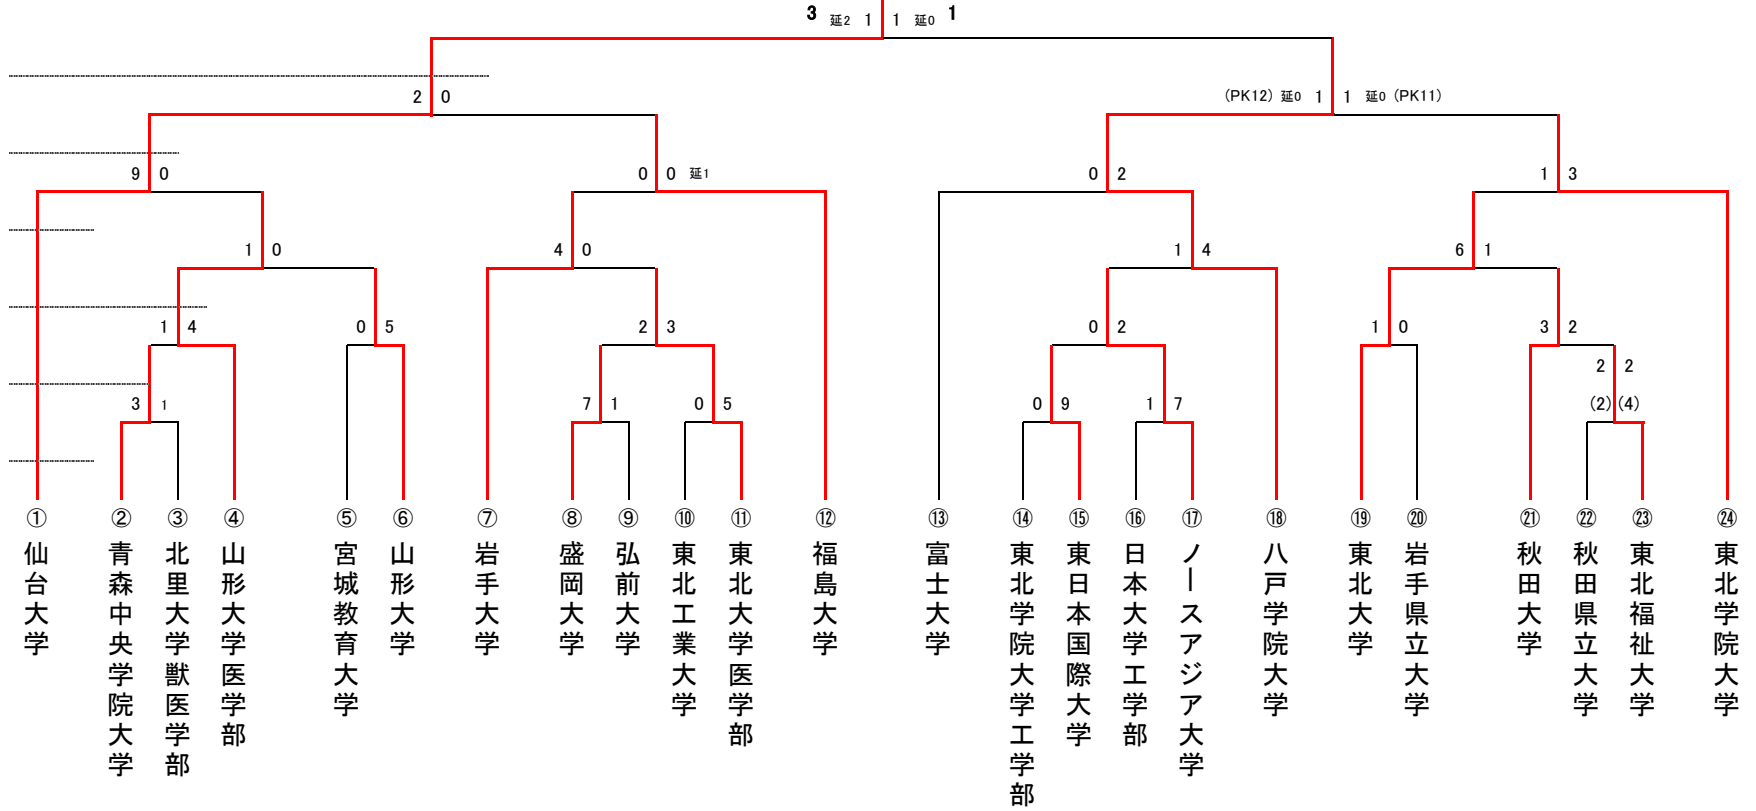 3 延2 1 1 延0 1
2 0
(PK12) 延0 1 1 延0 (PK11)
9 0
0 0 延1
0 2
1 3
1 0
4 0
1 4
6 1
1 4
0 5
2 3
0 2
1 0
3 2
2 2
3 1
7 1
0 5
0 9
1 7
(2) (4)
① 仙台大学
② 青森中央学院大学
③ 北里大学獣医学部
④ 山形大学医学部
⑤ 宮城教育大学
⑥ 山形大学
⑦ 岩手大学
⑧ 盛岡大学
⑨ 弘前大学
⑩ 東北工業大学
⑪ 東北大学医学部
⑫ 福島大学
⑬ 富士大学
⑭ 東北学院大学工学部
⑮ 東日本国際大学
⑯ 日本大学工学部
⑰ ノースアジア大学
⑱ 八戸学院大学
⑲ 東北大学
⑳ 岩手県立大学
㉑ 秋田大学
㉒ 秋田県立大学
㉓ 東北福祉大学
㉔ 東北学院大学